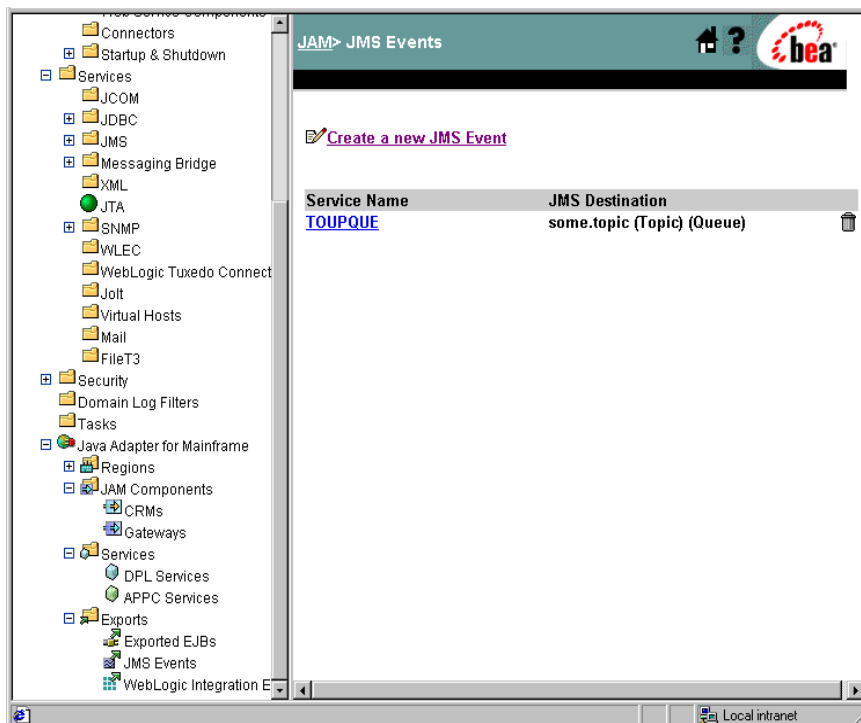 Connectors
Startup & Shutdown
Services
JCOM
JDBC
JMS
Messaging Bridge
XML
JTA
SNMP
WLEC
WebLogic Tuxedo Connect
Jolt
Virtual Hosts
Mail
FileT3
Security
Domain Log Filters
Tasks
Java Adapter for Mainframe
Regions
JAM Components
CRMs
Gateways
Services
DPL Services
APPC Services
Exports
Exported EJBs
JMS Events
WebLogic Integration E
JAM> JMS Events
?
bea
Create a new JMS Event
Service Name JMS Destination
TOUPQUE some.topic (Topic) (Queue)
Local intranet